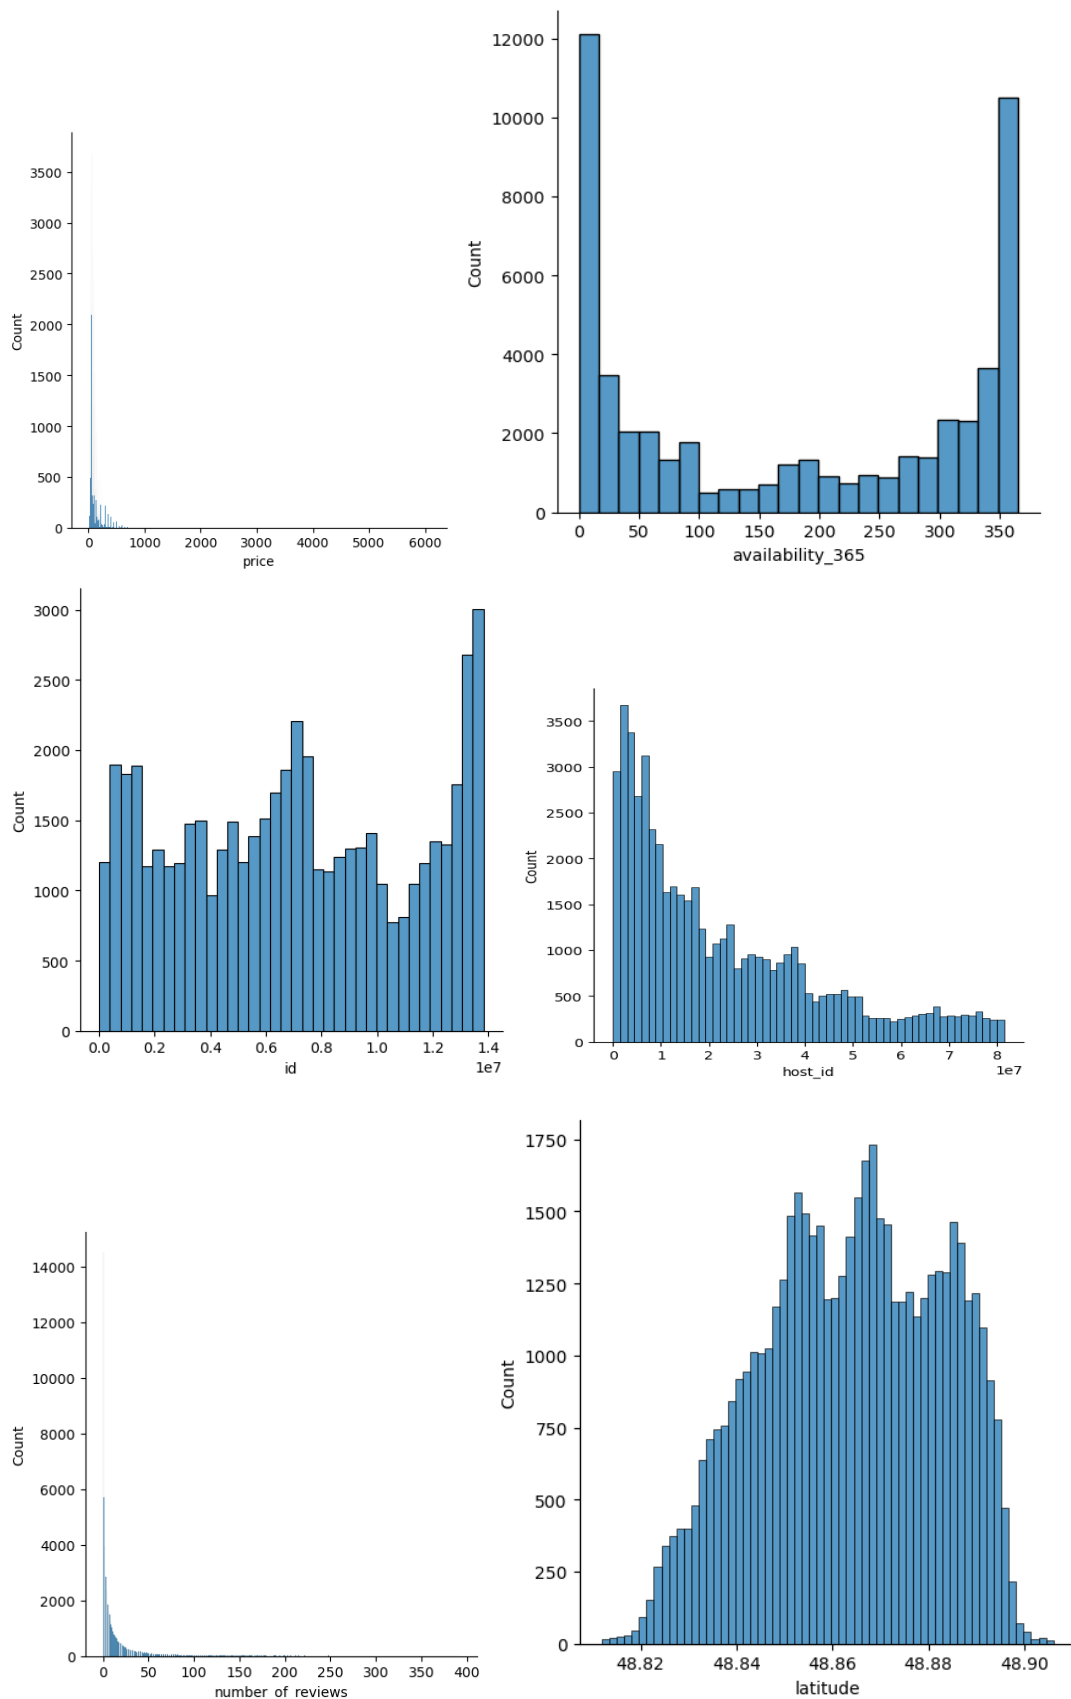 3500
3000
2500
2000
1500
1000
500
0
Count
0 1000 2000 3000 4000 5000 6000
price
12000
10000
8000
6000
4000
2000
0
Count
0 50 100 150 200 250 300 350
availability_365
3000
2500
2000
1500
1000
500
0
Count
0.0 0.2 0.4 0.6 0.8 1.0 1.2 1.4
id 1e7
3500
3000
2500
2000
1500
1000
500
0
Count
0 1 2 3 4 5 6 7 8
host_id 1e7
14000
12000
10000
8000
6000
4000
2000
0
Count
0 50 100 150 200 250 300 350 400
number_of_reviews
1750
1500
1250
1000
750
500
250
0
Count
48.82 48.84 48.86 48.88 48.90
latitude